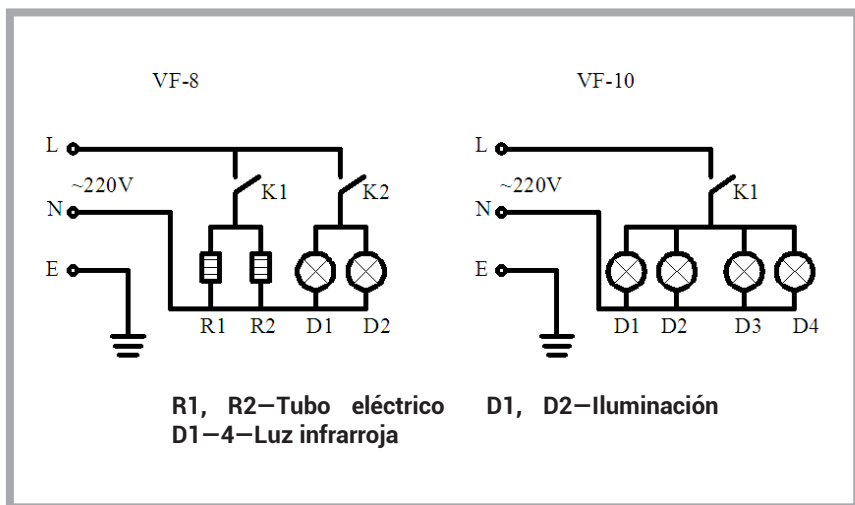 VF-8
VF-10
L
~220V
K1
K2
N
E
R1 R2 D1 D2
L
~220V
K1
N
E
D1 D2 D3 D4
R1, R2—Tubo eléctrico D1, D2—Iluminación
D1—4—Luz infrarroja